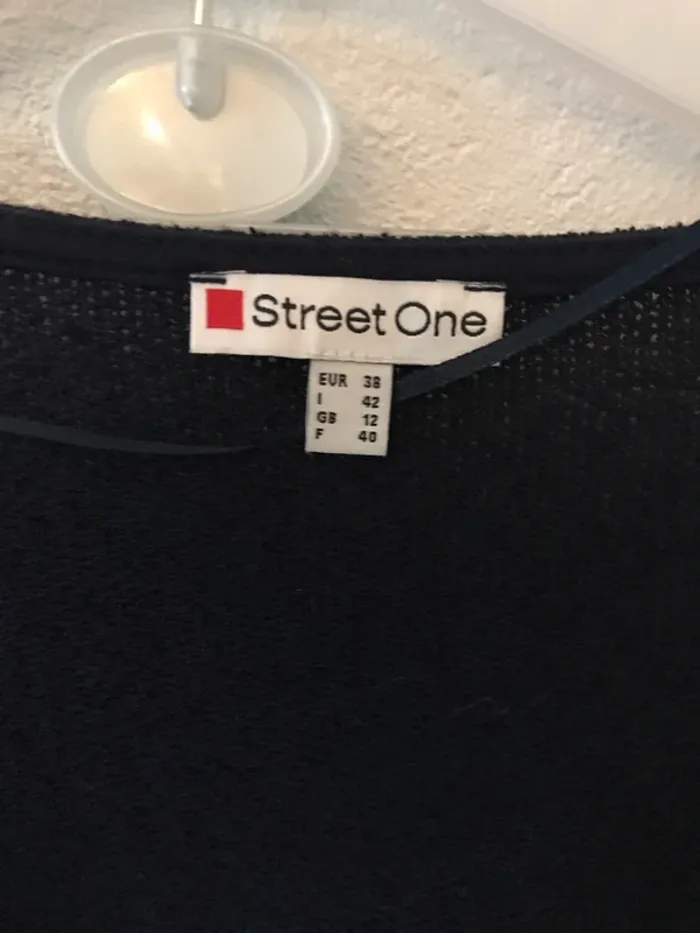 Street One
EUR 38
I 42
GB 12
F 40